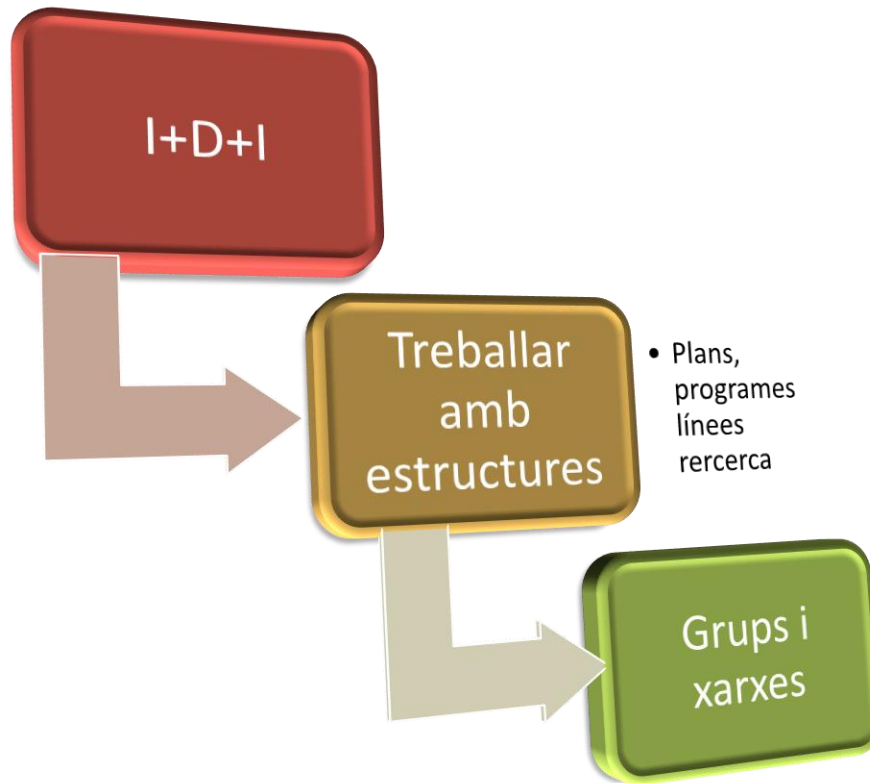 I+D+I
Treballar
amb
estructures
• Plans,
programes
línees
rercerca
Grups i
xarxes